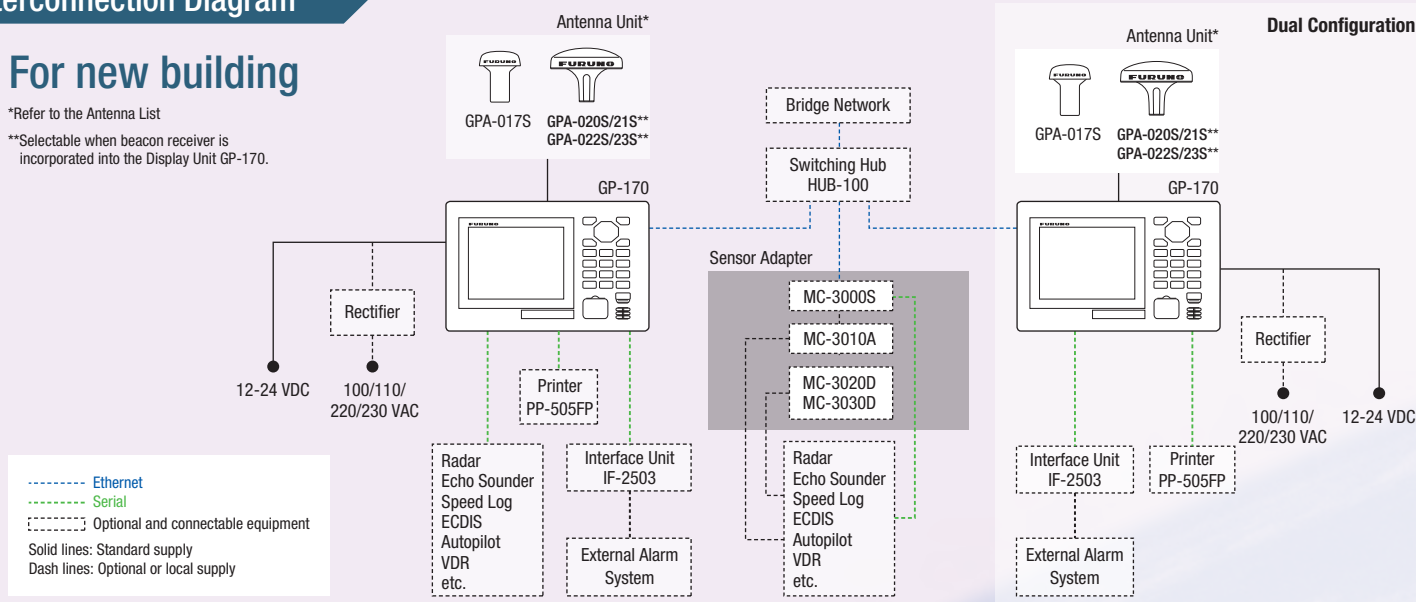 terconnection Diagram
For new building
*Refer to the Antenna List
**Selectable when beacon receiver is
incorporated into the Display Unit GP-170.
Antenna Unit*
FURUNO
FURUNO
GPA-017S
GPA-020S/21S**
GPA-022S/23S**
GP-170
FURUNO
Rectifier
12-24 VDC
100/110/
220/230 VAC
Printer
PP-505FP
Radar
Echo Sounder
Speed Log
ECDIS
Autopilot
VDR
etc.
Interface Unit
IF-2503
External Alarm
System
Bridge Network
Switching Hub
HUB-100
Sensor Adapter
MC-3000S
MC-3010A
MC-3020D
MC-3030D
Radar
Echo Sounder
Speed Log
ECDIS
Autopilot
VDR
etc.
Dual Configuration
Antenna Unit*
FURUNO
FURUNO
GPA-017S
GPA-020S/21S**
GPA-022S/23S**
GP-170
FURUNO
Rectifier
100/110/
220/230 VAC
12-24 VDC
Interface Unit
IF-2503
Printer
PP-505FP
External Alarm
System
Ethernet
Serial
Optional and connectable equipment
Solid lines: Standard supply
Dash lines: Optional or local supply